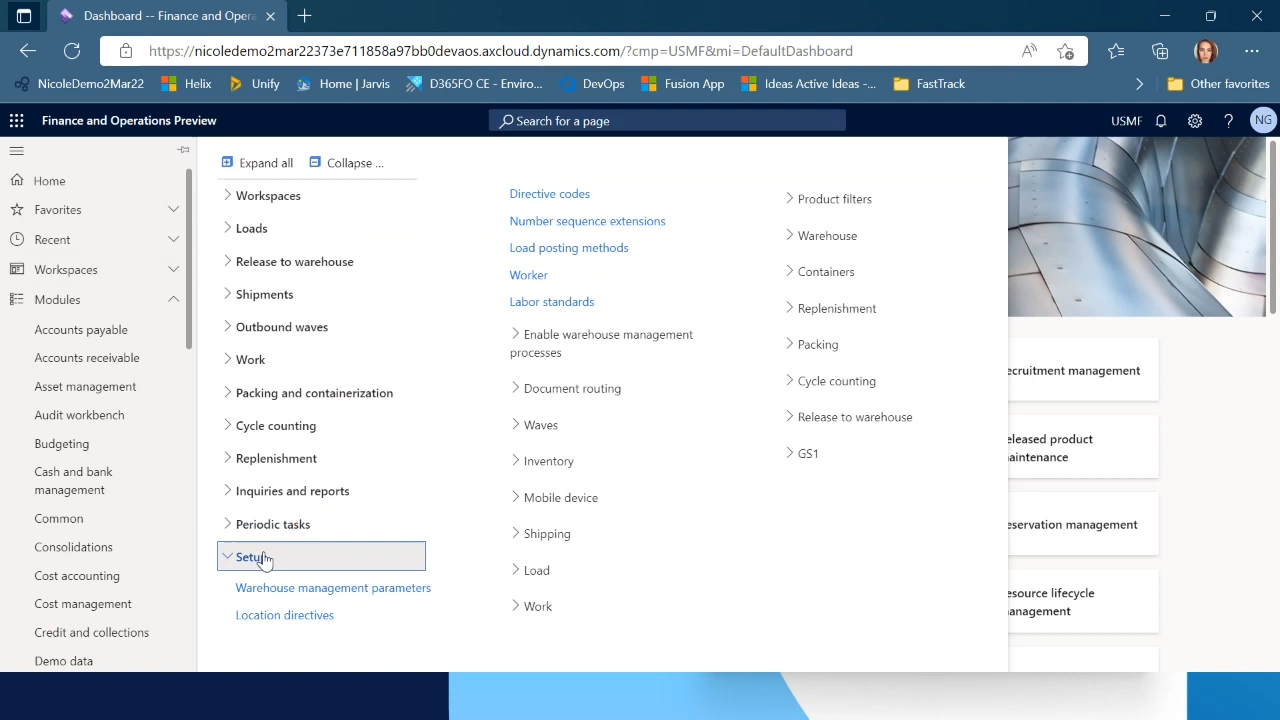 Dashboard -- Finance and Opera
https://nicoledemo2mar22373e711858a97bb0devaos.axcloud.dynamics.com/?cmp=USMF&mi=DefaultDashboard
NicoleDemo2Mar22
Helix
Unify
Home | Jarvis
D365FO CE - Enviro...
DevOps
Fusion App
Ideas Active Ideas -...
FastTrack
Other favorites
Finance and Operations Preview
Search for a page
USMF
?
NG
Home
Favorites
Recent
Workspaces
Modules
Accounts payable
Accounts receivable
Asset management
Audit workbench
Budgeting
Cash and bank
management
Common
Consolidations
Cost accounting
Cost management
Credit and collections
Demo data
Expand all
Collapse ...
Workspaces
Loads
Release to warehouse
Shipments
Outbound waves
Work
Packing and containerization
Cycle counting
Replenishment
Inquiries and reports
Periodic tasks
Setup
Warehouse management parameters
Location directives
Directive codes
Number sequence extensions
Load posting methods
Worker
Labor standards
Enable warehouse management
processes
Document routing
Waves
Inventory
Mobile device
Shipping
Load
Work
Product filters
Warehouse
Containers
Replenishment
Packing
Cycle counting
Release to warehouse
GS1
ecruitment management
eleased product
aintenance
eservation management
esource lifecycle
anagement